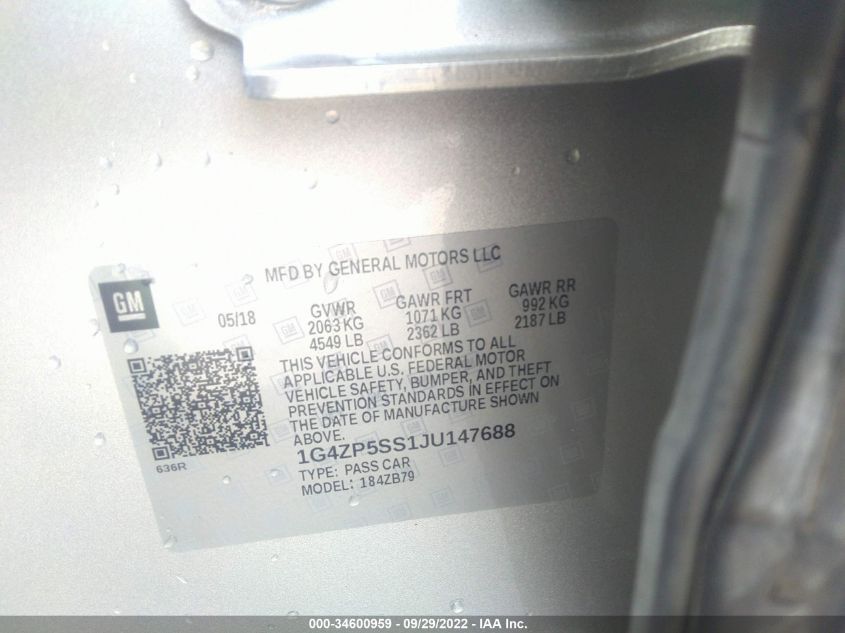 MFD BY GENERAL MOTORS LLC
GM
05/18
GVWR GAWR FRT GAWR RR
2063 KG 1071 KG 992 KG
4549 LB 2362 LB 2187 LB
THIS VEHICLE CONFORMS TO ALL
APPLICABLE U.S. FEDERAL MOTOR
VEHICLE SAFETY, BUMPER, AND THEFT
PREVENTION STANDARDS IN EFFECT ON
THE DATE OF MANUFACTURE SHOWN
ABOVE.
636R
1G4ZP5SS1JU147688
TYPE: PASS CAR
MODEL: 184ZB79
000-34600959 - 09/29/2022 - IAA Inc.